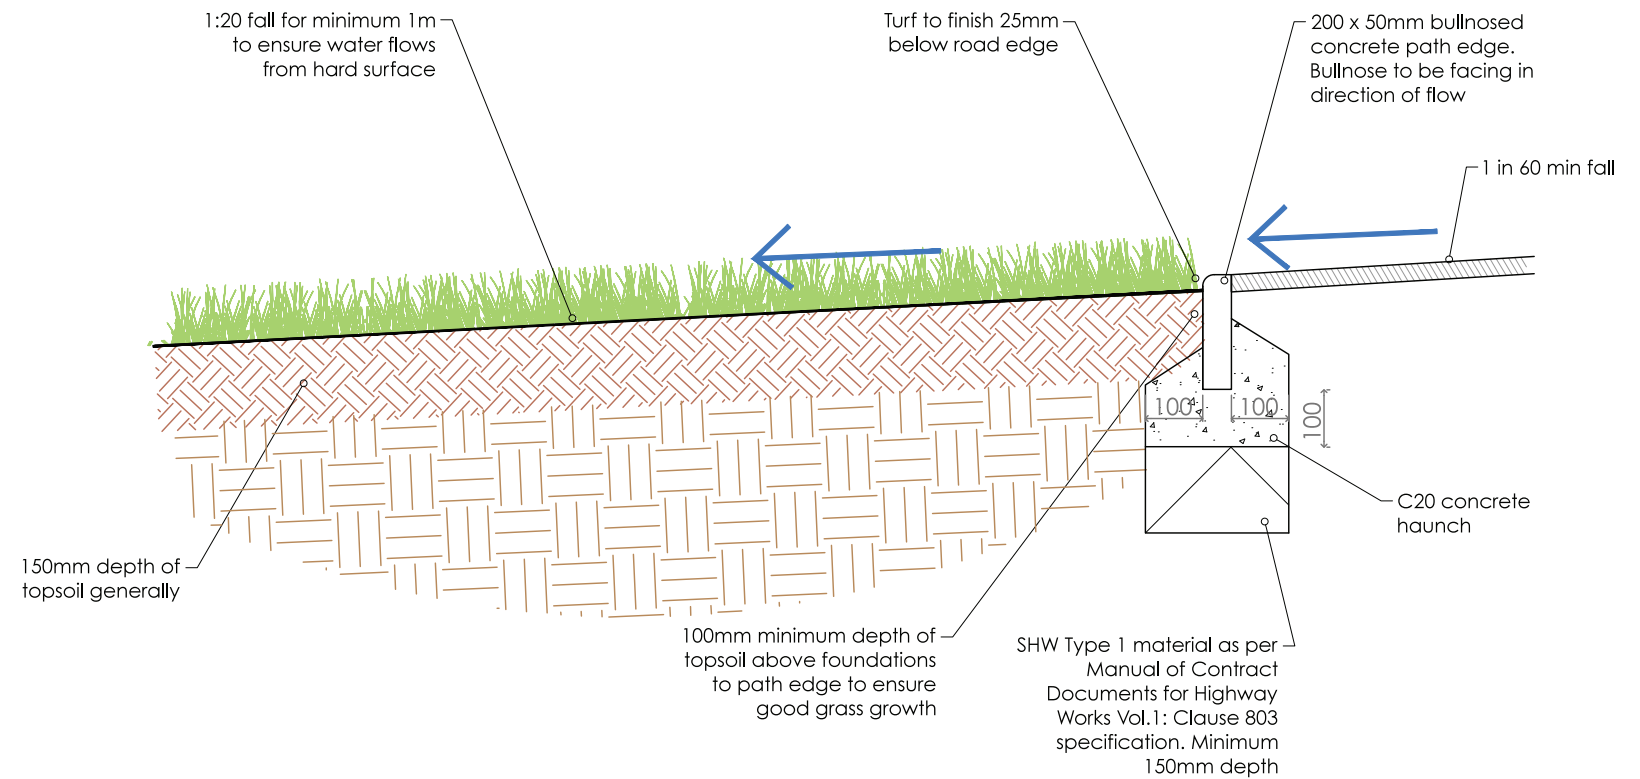 1:20 fall for minimum 1m
to ensure water flows
from hard surface
Turf to finish 25mm
below road edge
200 x 50mm bullnosed
concrete path edge.
Bullnose to be facing in
direction of flow
1 in 60 min fall
100
100
100
C20 concrete
haunch
150mm depth of
topsoil generally
100mm minimum depth of
topsoil above foundations
to path edge to ensure
good grass growth
SHW Type 1 material as per
Manual of Contract
Documents for Highway
Works Vol.1: Clause 803
specification. Minimum
150mm depth